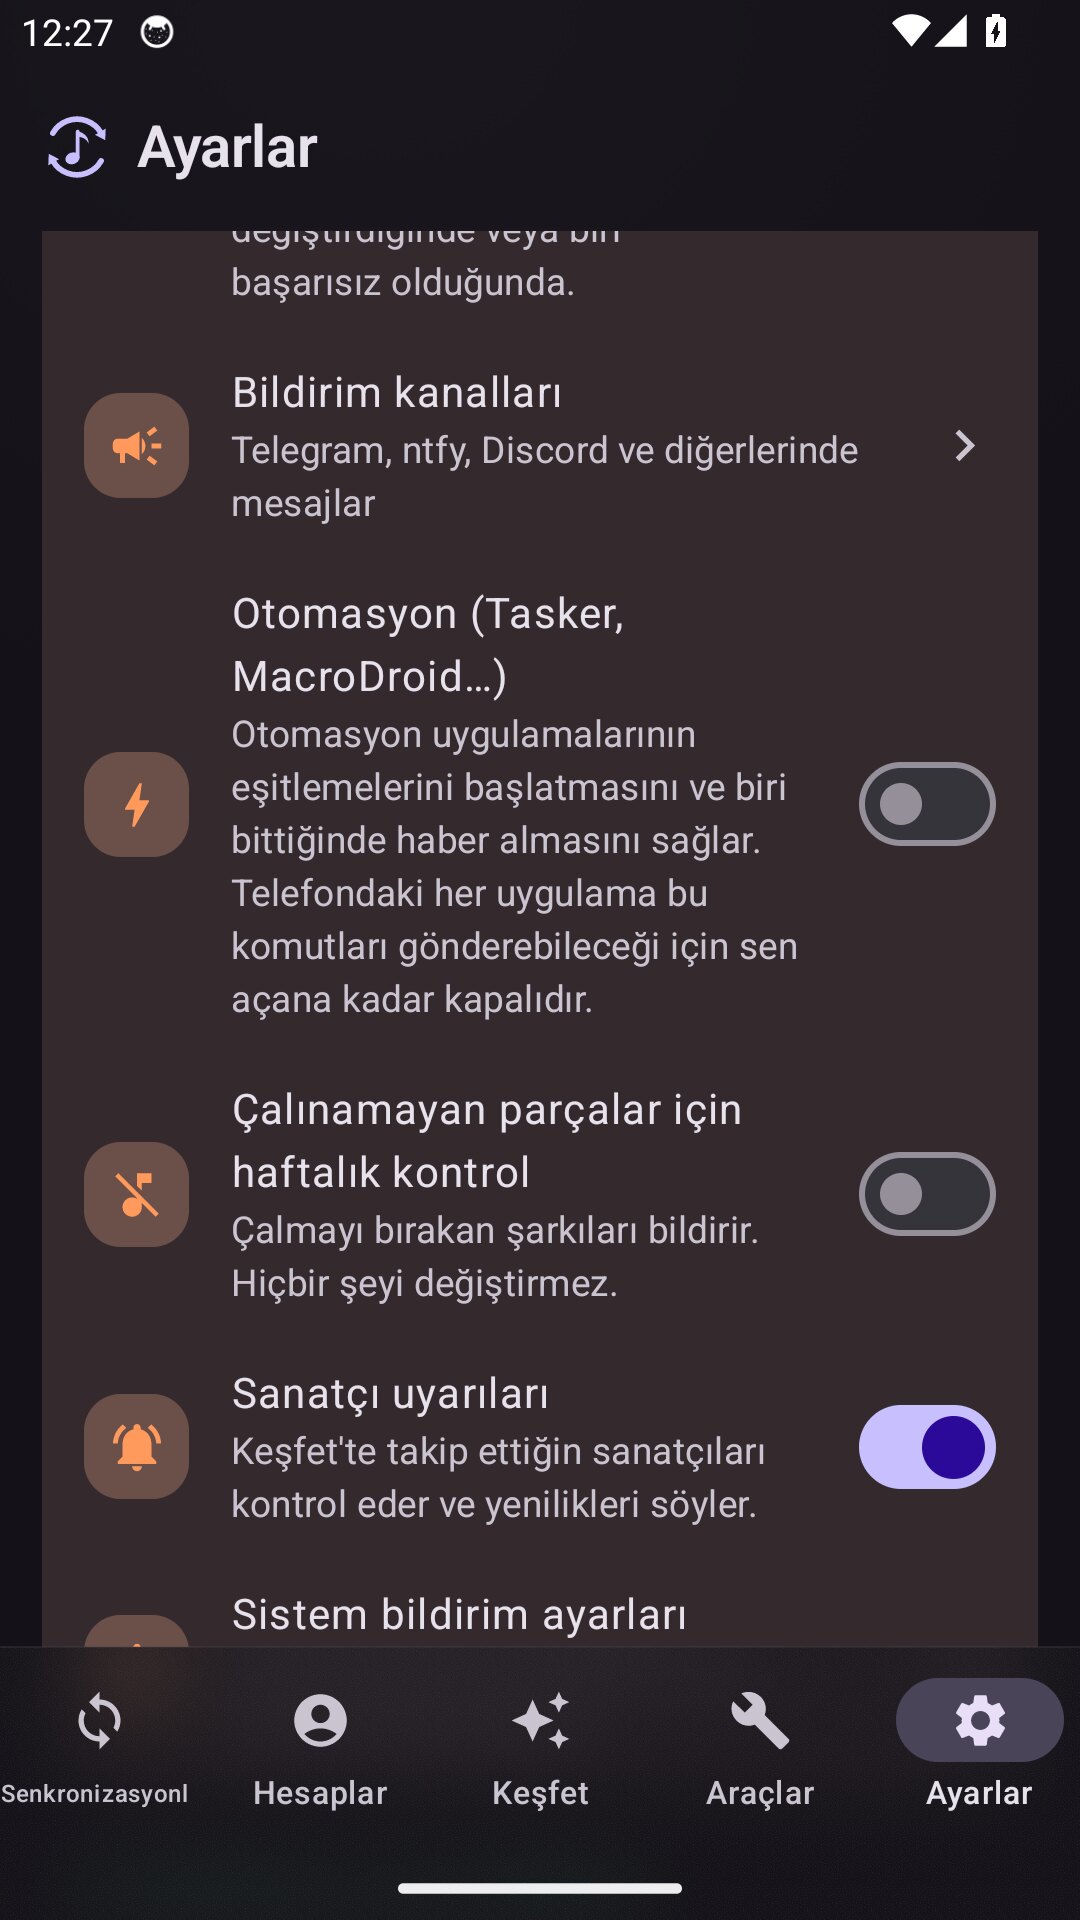 12:27
Ayarlar
değiştirdiğinde veya biri
başarısız olduğunda.
Bildirim kanalları
Telegram, ntfy, Discord ve diğerlerinde
mesajlar
Otomasyon (Tasker,
MacroDroid…)
Otomasyon uygulamalarının
eşitlemelerini başlatmasını ve biri
bittiğinde haber almasını sağlar.
Telefondaki her uygulama bu
komutları gönderebileceği için sen
açana kadar kapalıdır.
Çalınamayan parçalar için
haftalık kontrol
Çalmayı bırakan şarkıları bildirir.
Hiçbir şeyi değiştirmez.
Sanatçı uyarıları
Keşfet'te takip ettiğin sanatçıları
kontrol eder ve yenilikleri söyler.
Sistem bildirim ayarları
Senkronizasyonl
Hesaplar
Keşfet
Araçlar
Ayarlar